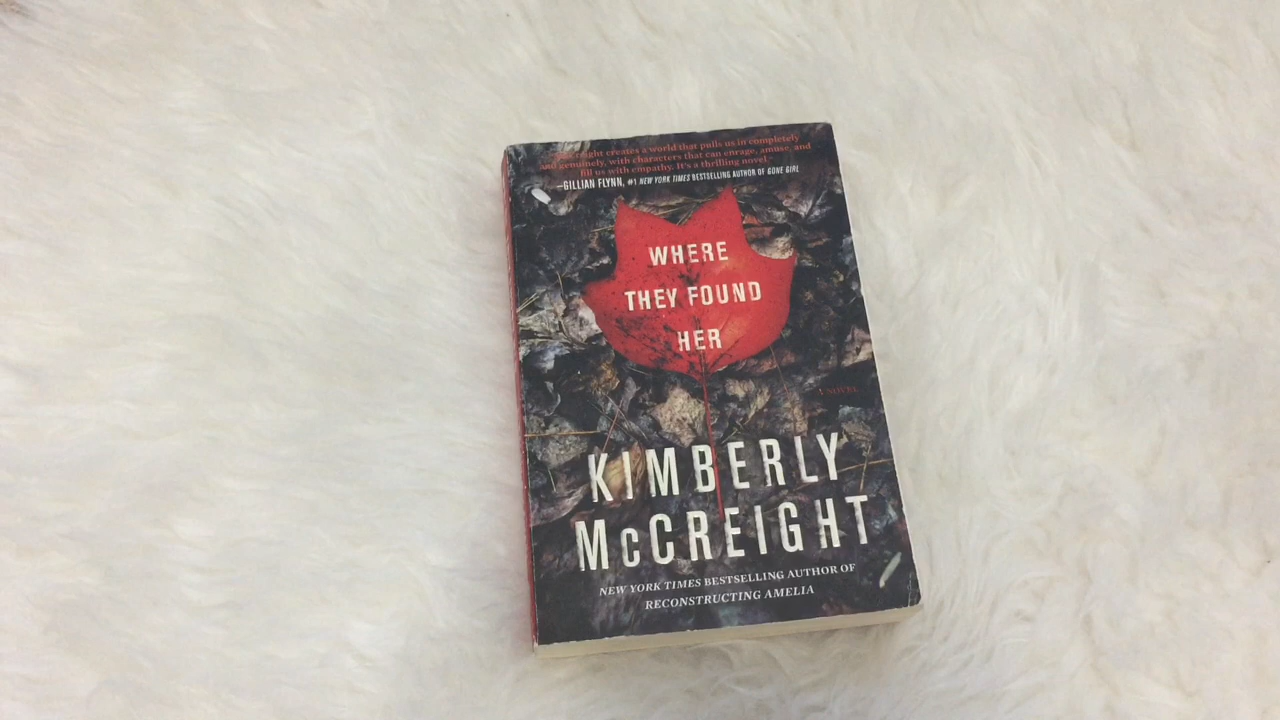 creates a world that pulls us in completely
and genuinely, with characters that can enrage, amuse, and
fill us with empathy. It's a thrilling novel."
—GILLIAN FLYNN, #1 NEW YORK TIMES BESTSELLING AUTHOR OF GONE GIRL
WHERE
THEY FOUND
HER
A NOVEL
KIMBERLY
McCREIGHT
NEW YORK TIMES BESTSELLING AUTHOR OF
RECONSTRUCTING AMELIA